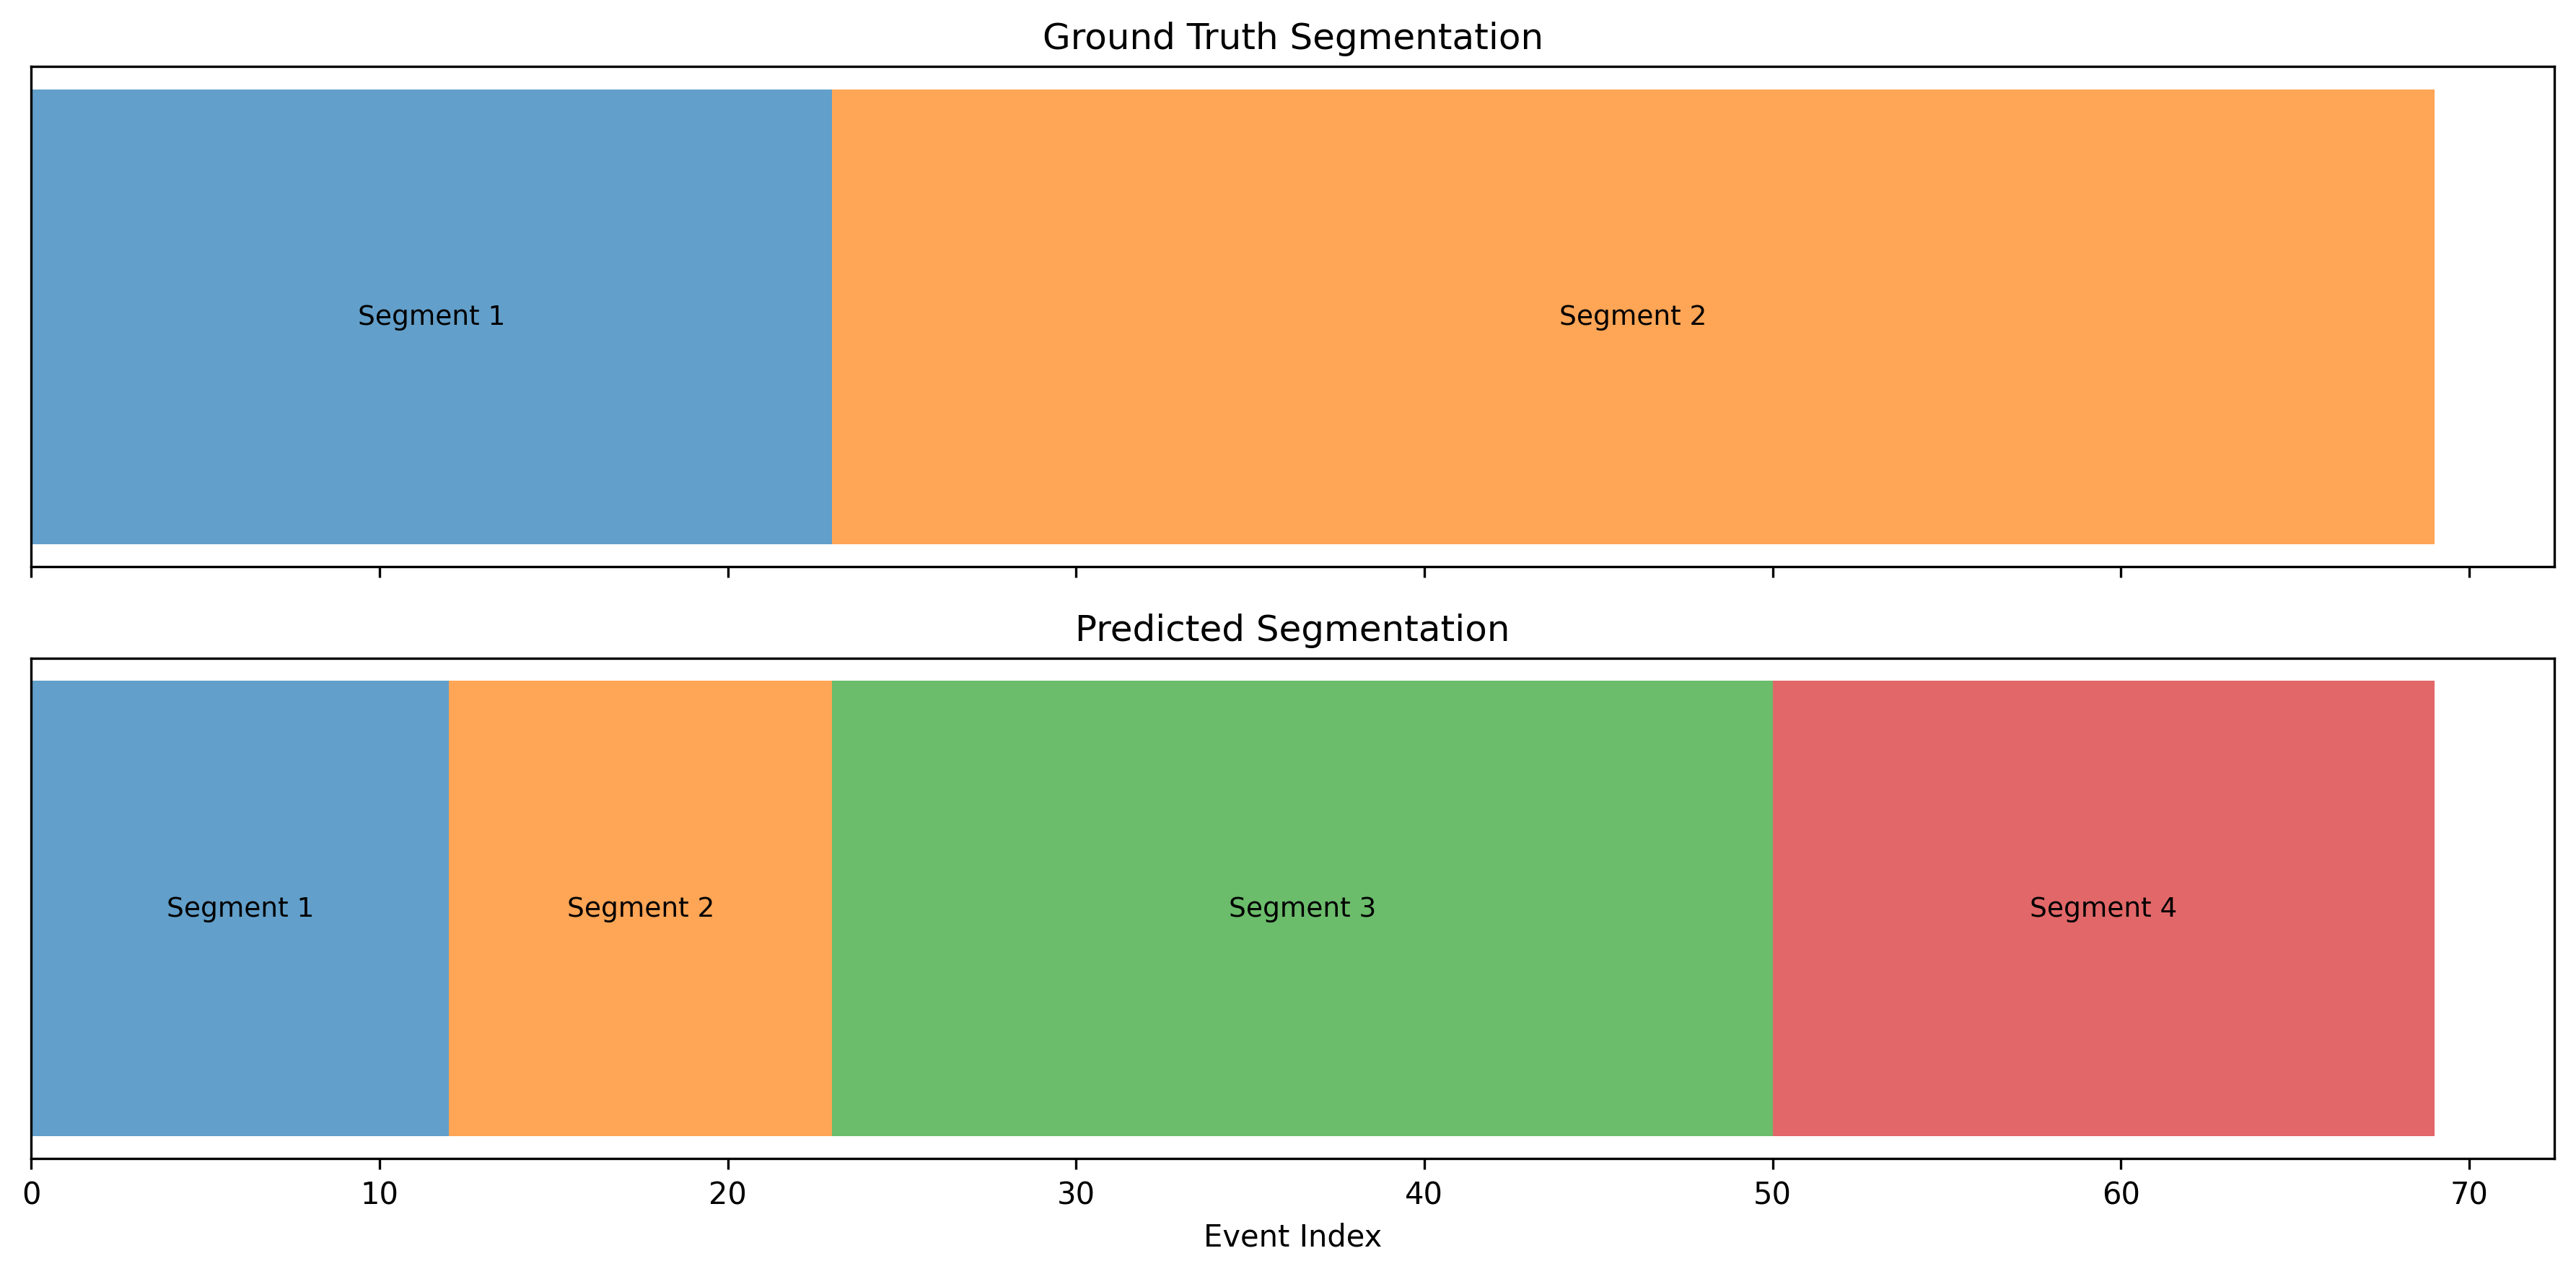 Ground Truth Segmentation
Segment 1 Segment 2
Predicted Segmentation
Segment 1 Segment 2 Segment 3 Segment 4
0 10 20 30 40 50 60 70
Event Index